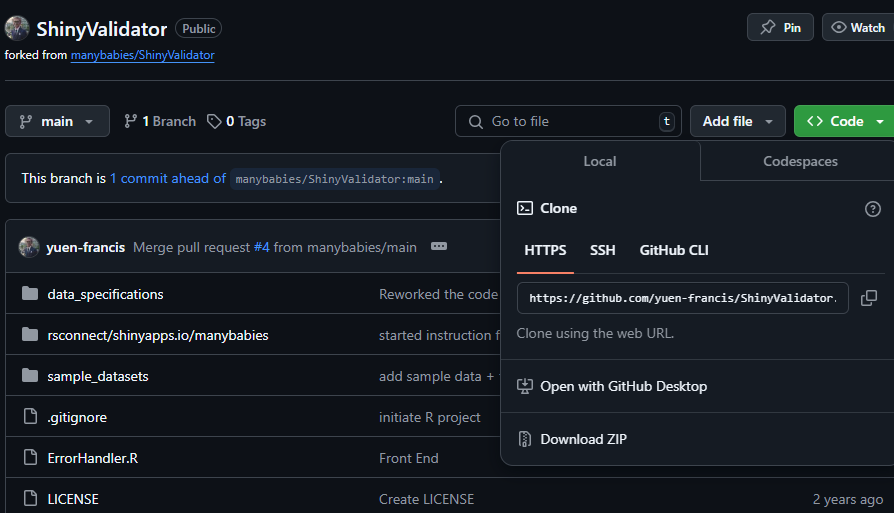 ShinyValidator Public Pin Watch
forked from manybabies/ShinyValidator
main 1 Branch 0 Tags Go to file t Add file Code
This branch is 1 commit ahead of manybabies/ShinyValidator:main.
Local Codespaces
Clone
HTTPS SSH GitHub CLI
https://github.com/yuen-francis/ShinyValidator.
Clone using the web URL.
Open with GitHub Desktop
Download ZIP
yuen-francis Merge pull request #4 from manybabies/main
data_specifications Reworked the code
rsconnect/shinyapps.io/manybabies started instruction f
sample_datasets add sample data +
.gitignore initiate R project
ErrorHandler.R Front End
LICENSE Create LICENSE 2 years ago